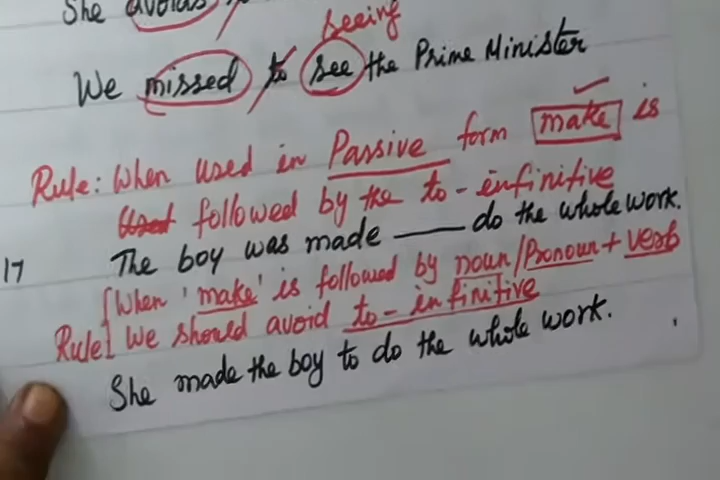 She avoids
seeing
We missed to see the Prime Minister
Rule: When used in Passive form make is
Used followed by the to - infinitive
17 The boy was made ____ do the whole work.
[When 'make' is followed by noun/Pronoun + verb
Rule[ We should avoid to - infinitive
She made the boy to do the whole work.